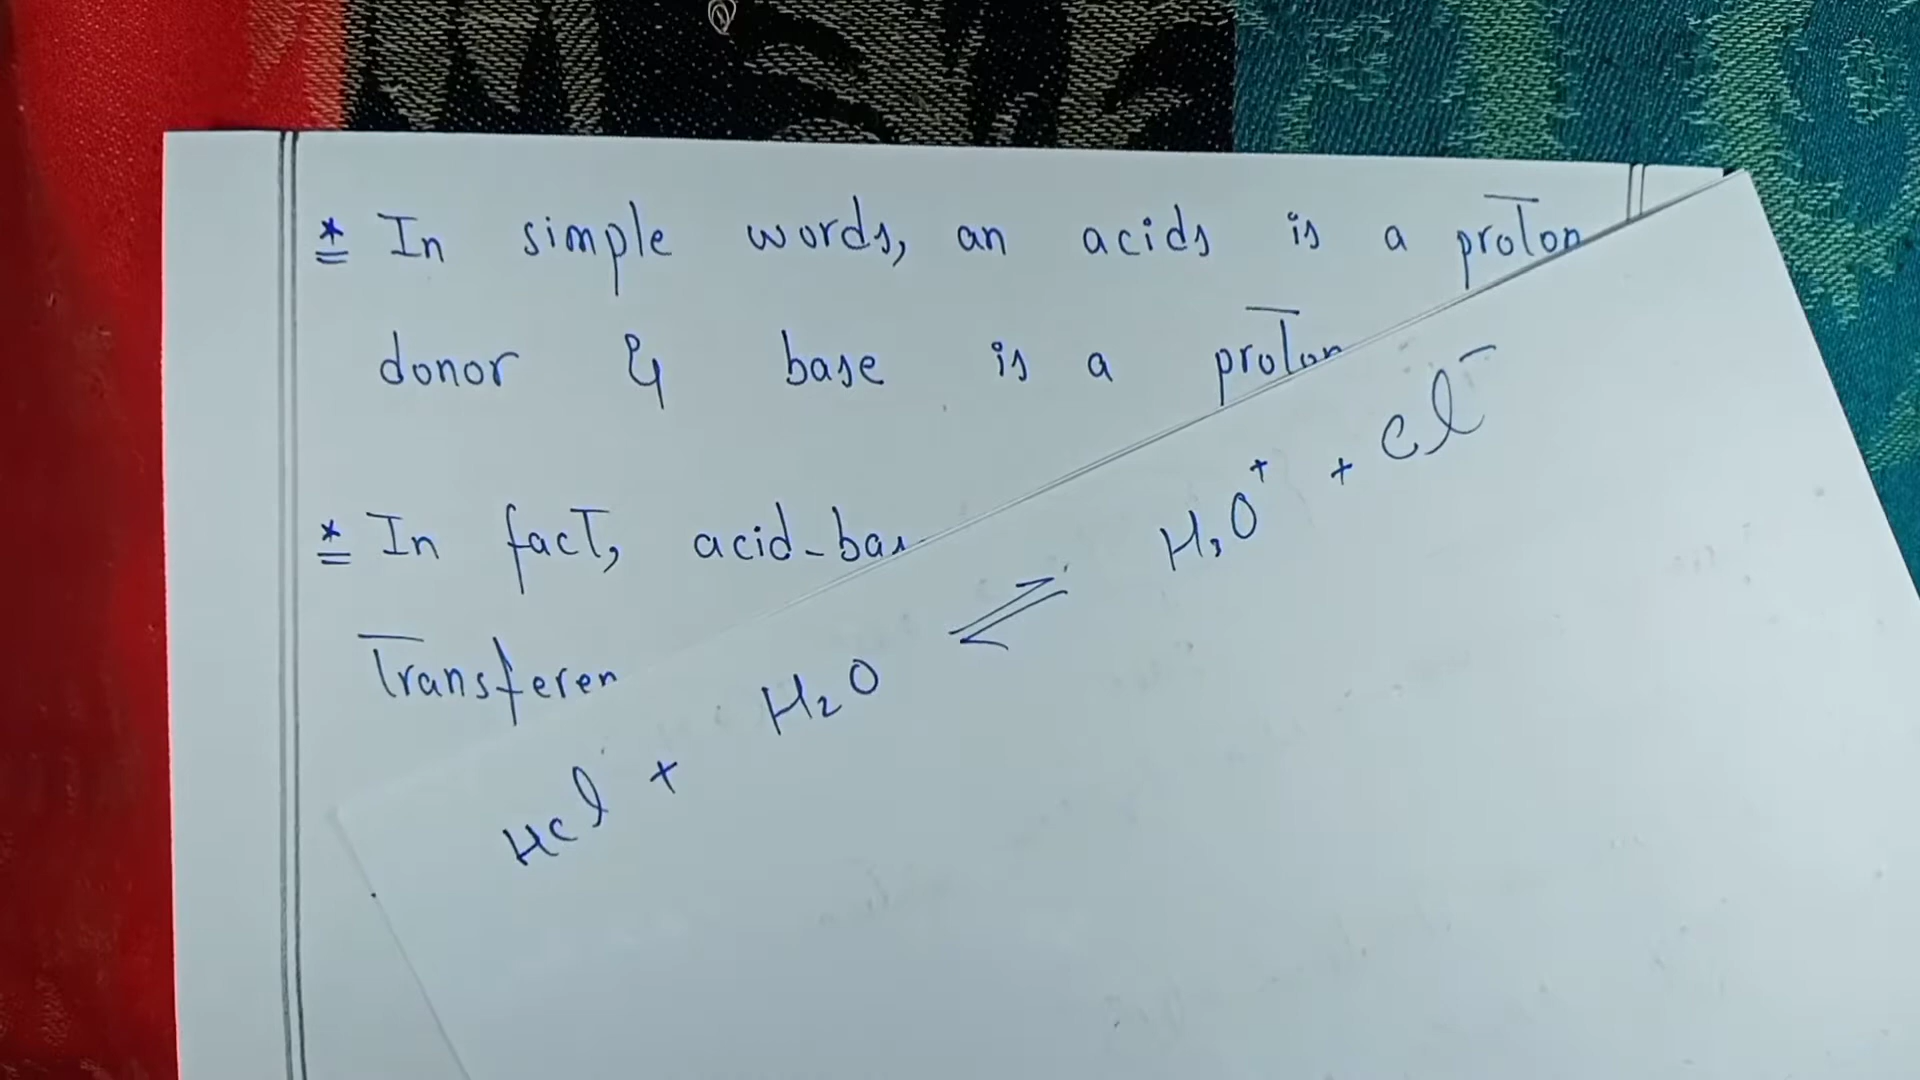 * In simple words, an acids is a proton
donor & base is a proton
* In fact, acid-bas
Transferen
HCl + H₂O ⇌ H₃O⁺ + Cl⁻